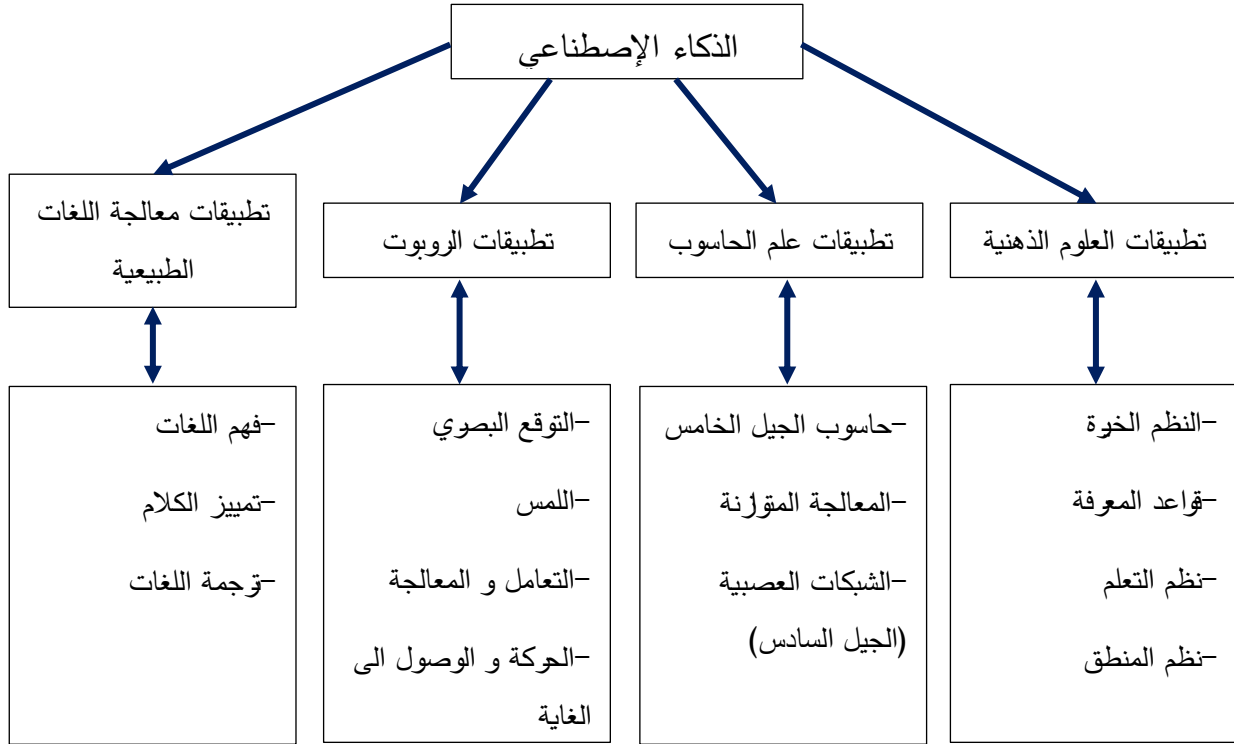 الذكاء الإصطناعي
تطبيقات العلوم الذهنية
تطبيقات علم الحاسوب
تطبيقات الروبوت
تطبيقات معالجة اللغات
الطبيعية
-النظم الخبرة
-قواعد المعرفة
-نظم التعلم
-نظم المنطق
-حاسوب الجيل الخامس
-المعالجة المتوازنة
-الشبكات العصبية
(الجيل السادس)
-التوقع البصري
-اللمس
-التعامل و المعالجة
-الحركة و الوصول الى
الغاية
-فهم اللغات
-تمييز الكلام
-ترجمة اللغات